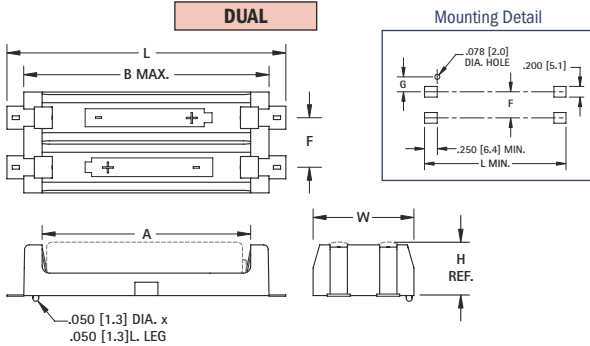 DUAL
Mounting Detail
L
B MAX.
- +
+ -
F
.078 [2.0]
DIA. HOLE
.200 [5.1]
G
F
.250 [6.4] MIN.
L MIN.
A
W
H
REF.
.050 [1.3] DIA. x
.050 [1.3]L. LEG